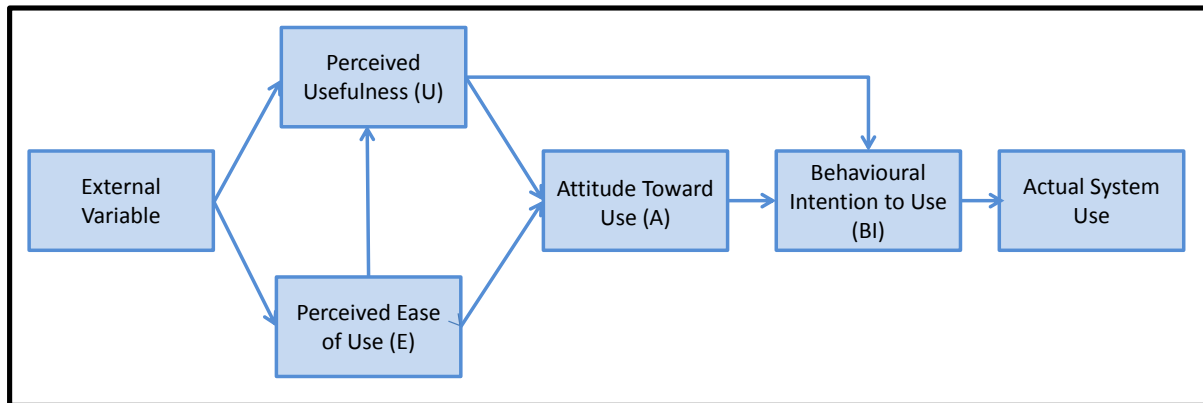 Perceived
Usefulness (U)
External
Variable
Perceived Ease
of Use (E)
Attitude Toward
Use (A)
Behavioural
Intention to Use
(BI)
Actual System
Use